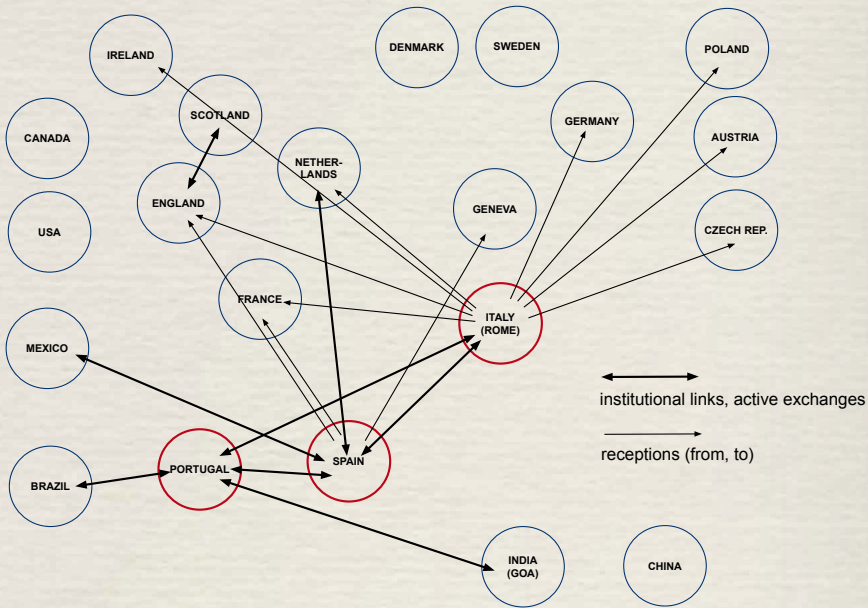 DENMARK
SWEDEN
POLAND
IRELAND
SCOTLAND
GERMANY
CANADA
AUSTRIA
NETHER-
LANDS
ENGLAND
GENEVA
USA
CZECH REP.
FRANCE
ITALY
(ROME)
MEXICO
institutional links, active exchanges
receptions (from, to)
SPAIN
PORTUGAL
BRAZIL
INDIA
(GOA)
CHINA